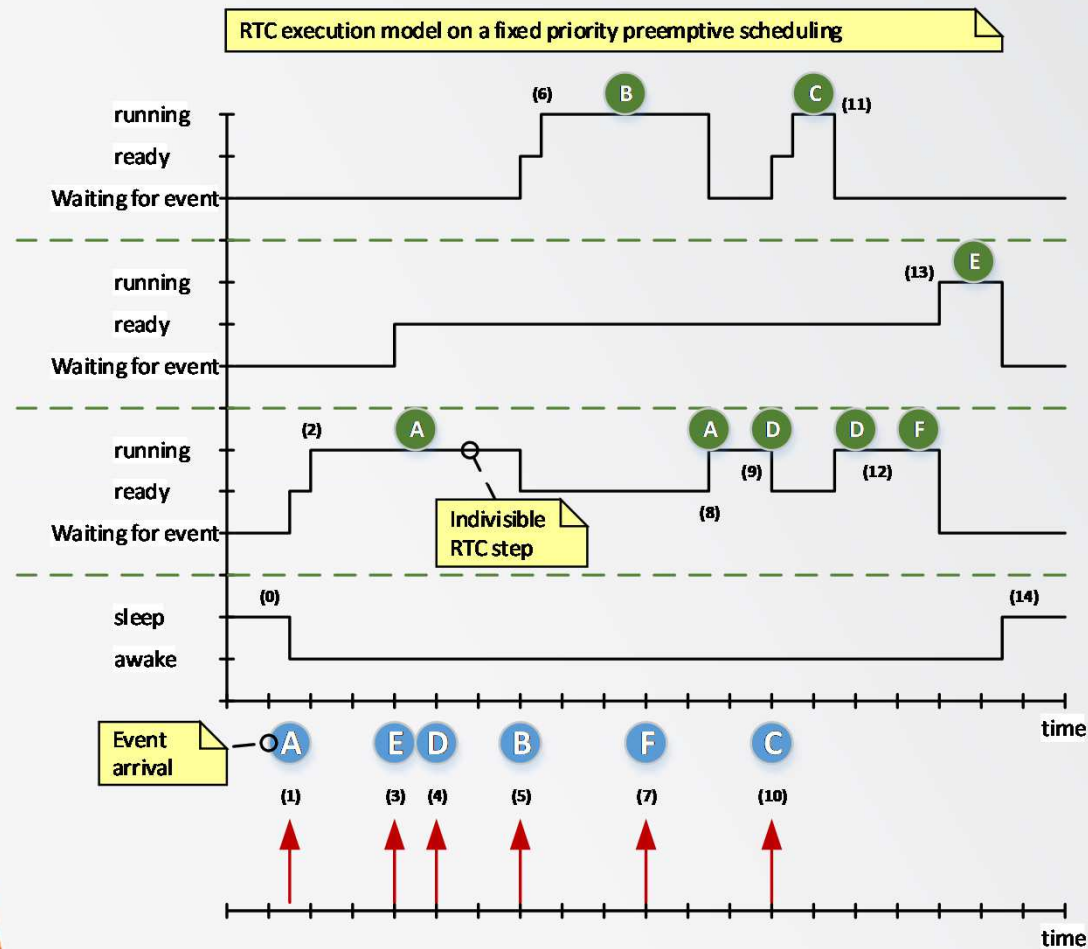 RTC execution model on a fixed priority preemptive scheduling
(6) B C (11)
running
ready
Waiting for event
E
(13)
running
ready
Waiting for event
(2) A A D D F
running
(9) (12)
ready
(8)
Indivisible
RTC step
Waiting for event
(0) (14)
sleep
awake
time
Event
arrival
A E D B F C
(1) (3) (4) (5) (7) (10)
time